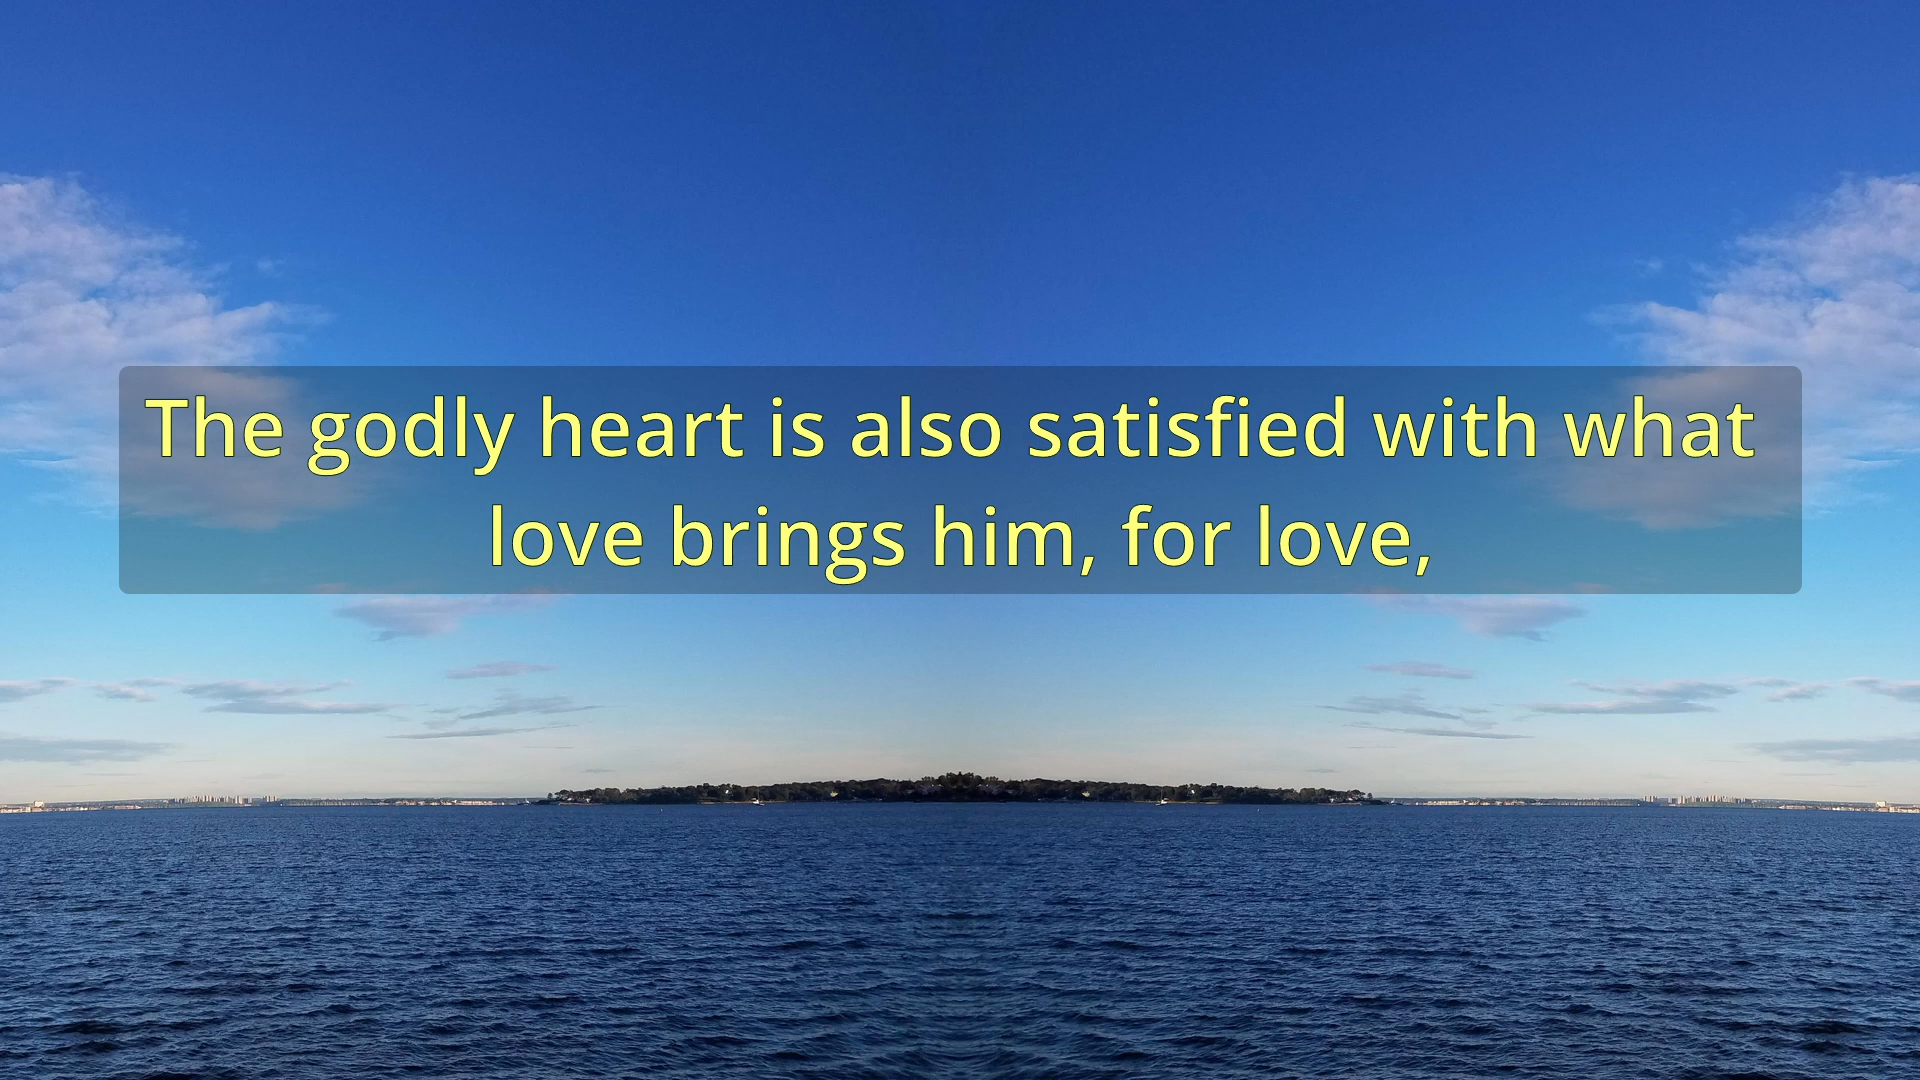 The godly heart is also satisfied with what
love brings him, for love,